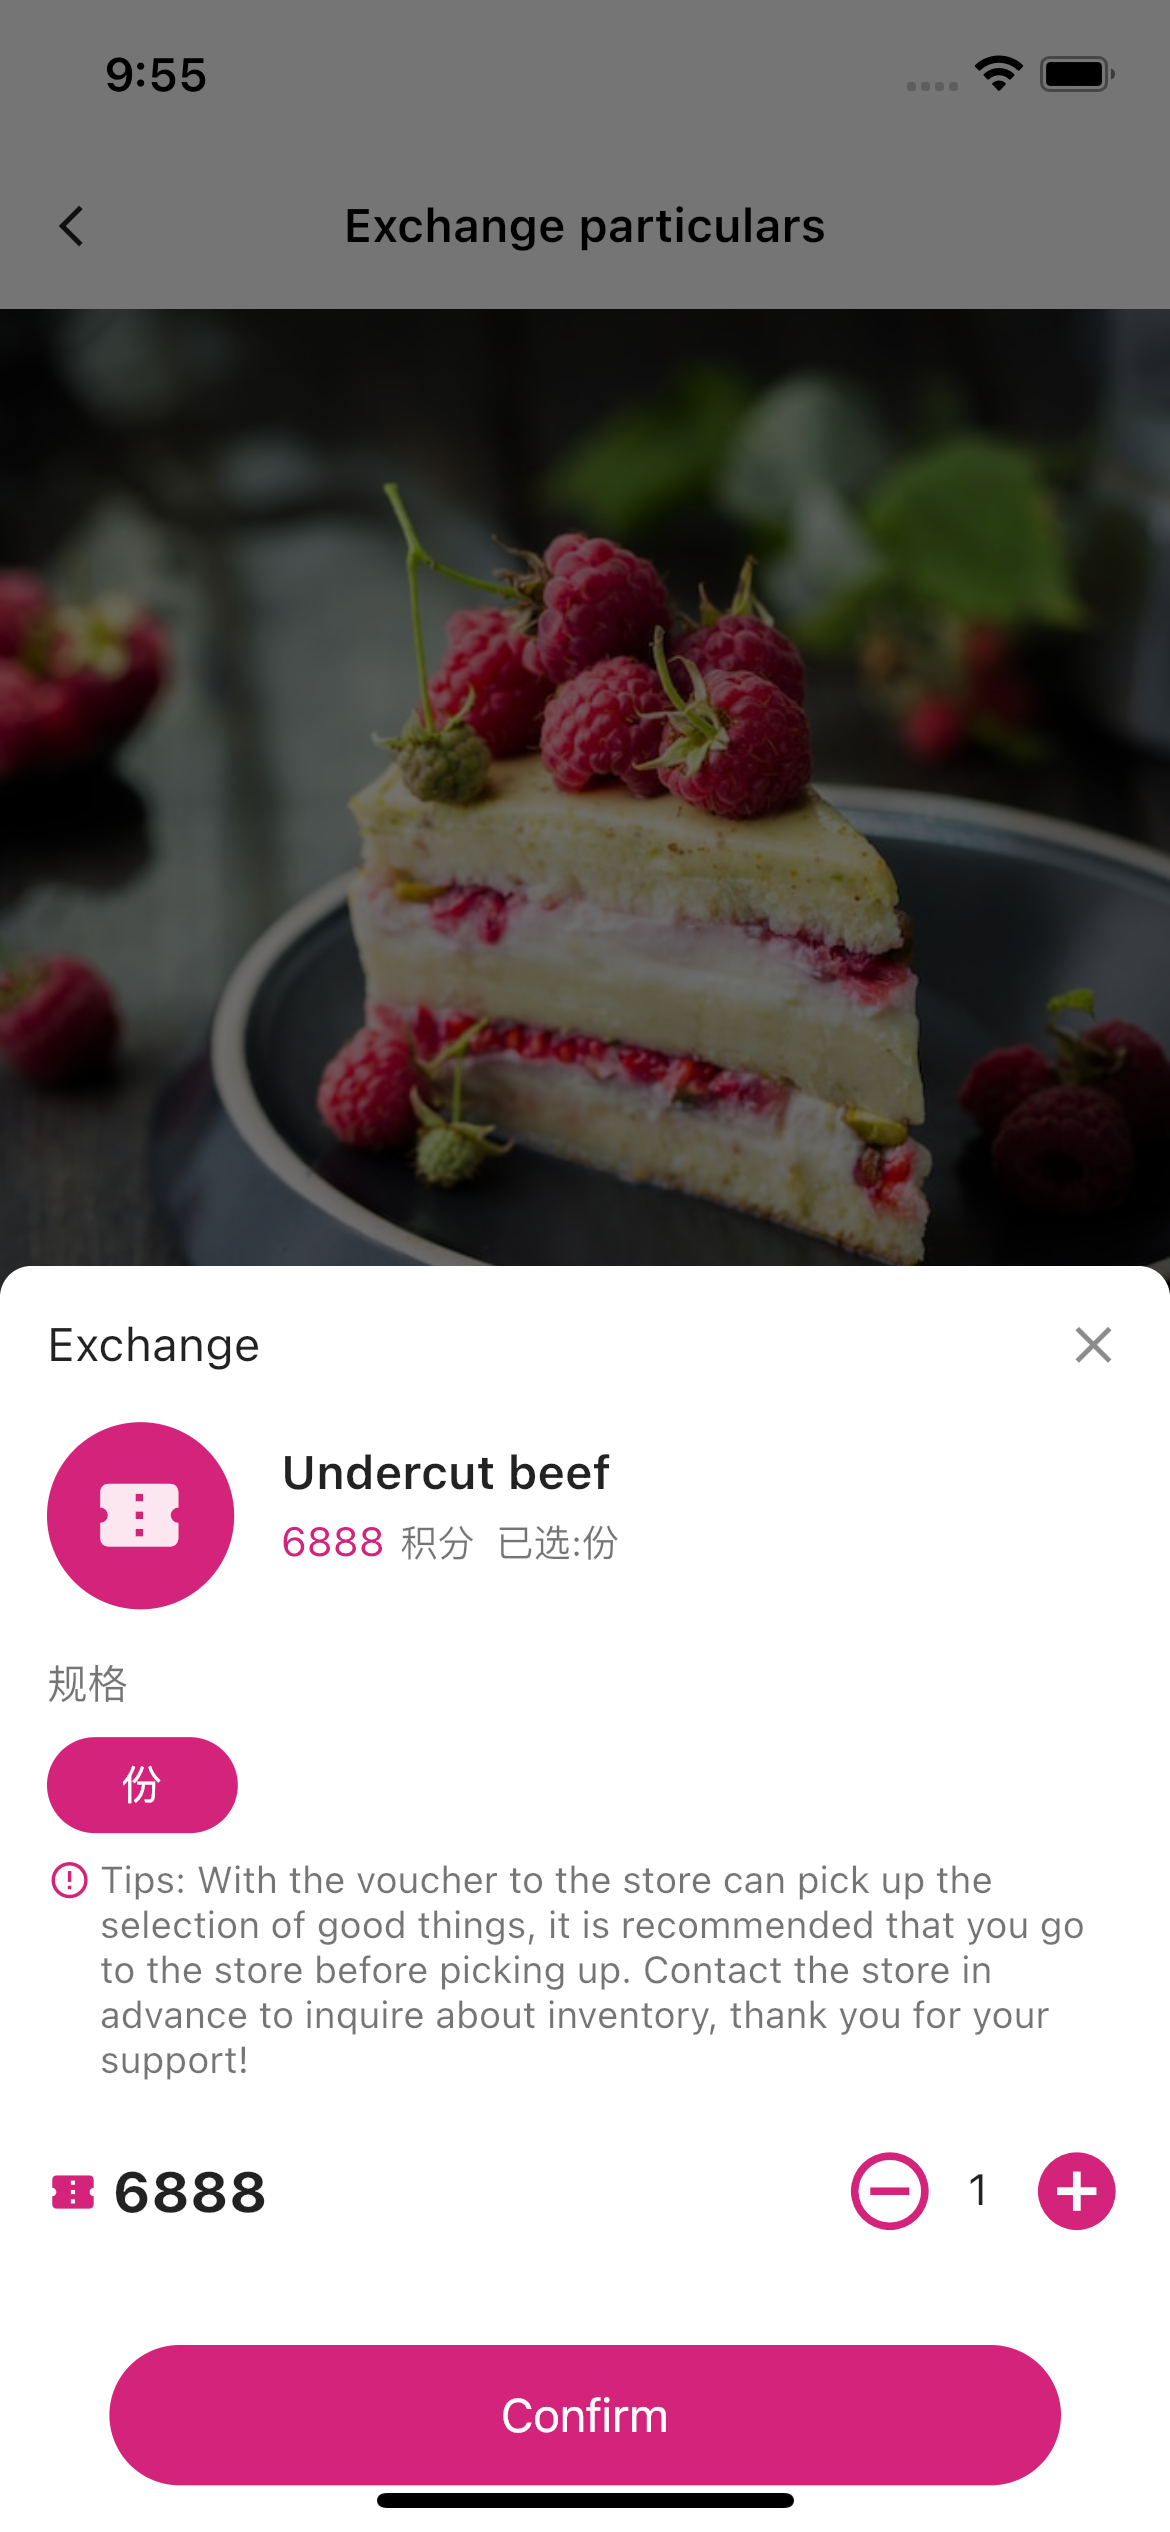 9:55
Exchange particulars
Exchange
Undercut beef
6888 积分 已选:份
规格
份
Tips: With the voucher to the store can pick up the
selection of good things, it is recommended that you go
to the store before picking up. Contact the store in
advance to inquire about inventory, thank you for your
support!
6888
1
Confirm